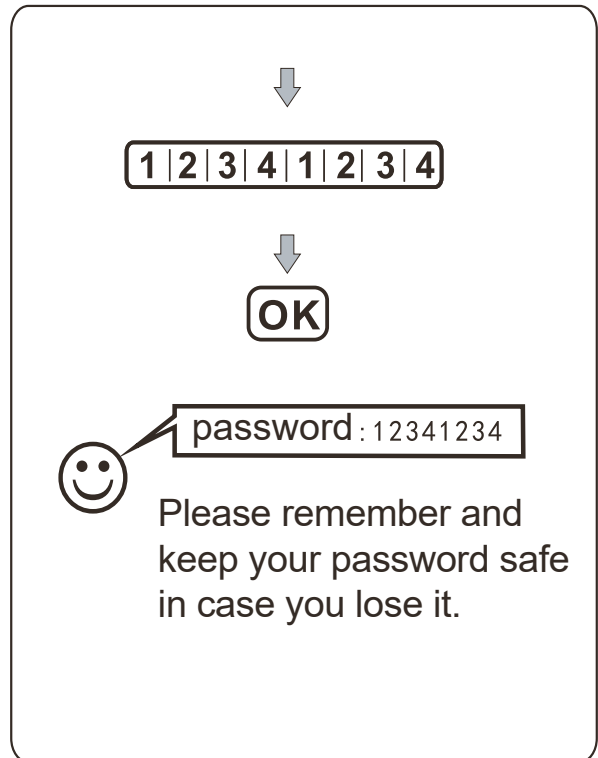 1|2|3|4|1|2|3|4
OK
password:12341234
Please remember and
keep your password safe
in case you lose it.